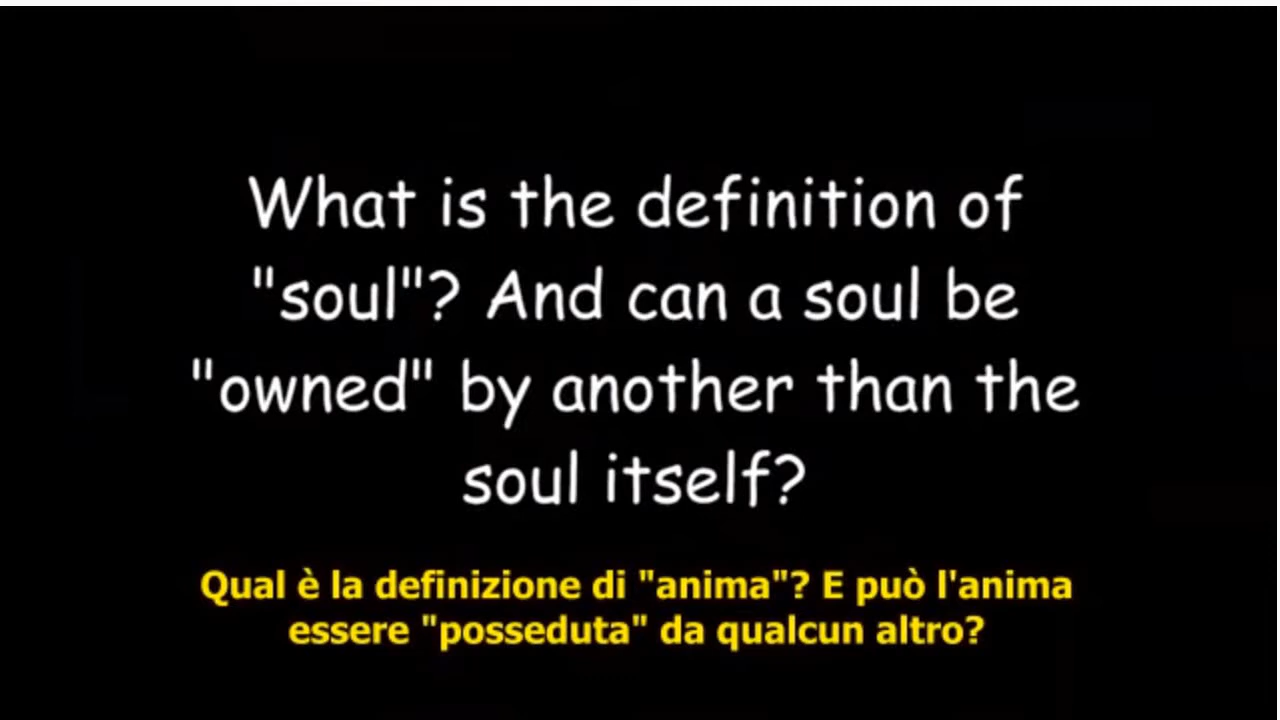 What is the definition of
"soul"? And can a soul be
"owned" by another than the
soul itself?
Qual è la definizione di "anima"? E può l'anima
essere "posseduta" da qualcun altro?